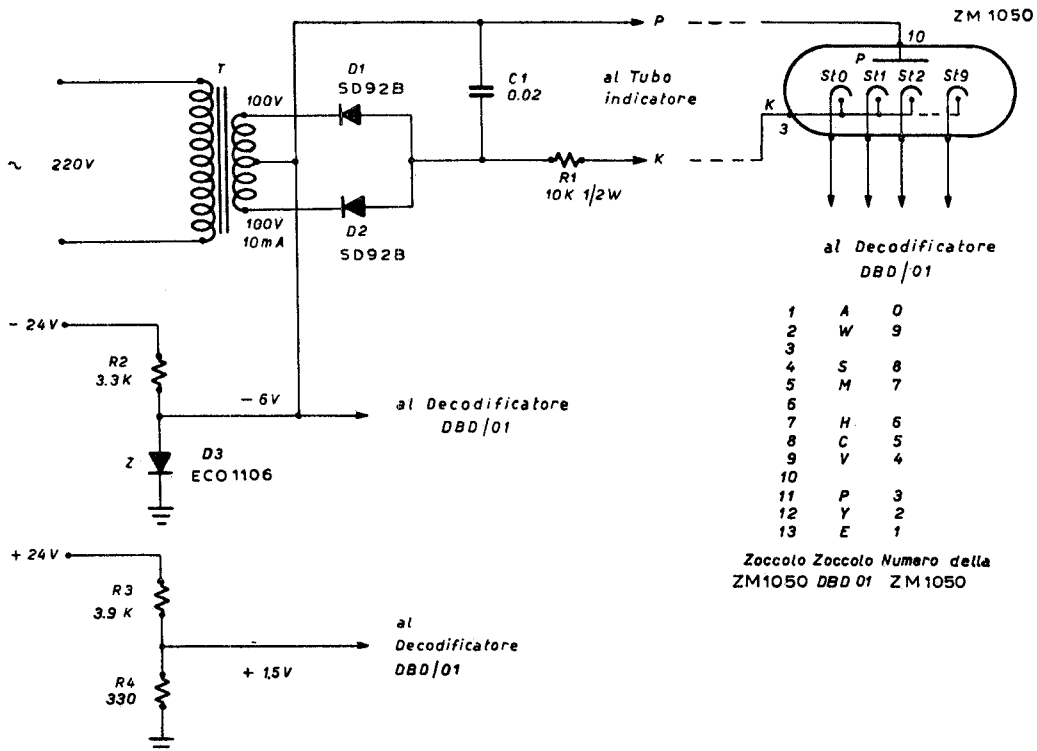 ZM 1050
P
10
T
D1
SD92B
C1
0.02
al Tubo
indicatore
P
St0 St1 St2 St9
100V
K
3
~ 220V
R1
10K 1/2W
K
100V
10mA
D2
SD92B
al Decodificatore
DBD/01
- 24V
R2
3.3K
- 6V
al Decodificatore
DBD/01
Z
D3
ECO1106
1 A 0
2 W 9
3
4 S 8
5 M 7
6
7 H 6
8 C 5
9 V 4
10
11 P 3
12 Y 2
13 E 1
Zoccolo Zoccolo Numero della
ZM1050 DBD 01 ZM1050
+ 24V
R3
3.9 K
al
Decodificatore
DBD/01
+ 1,5V
R4
330